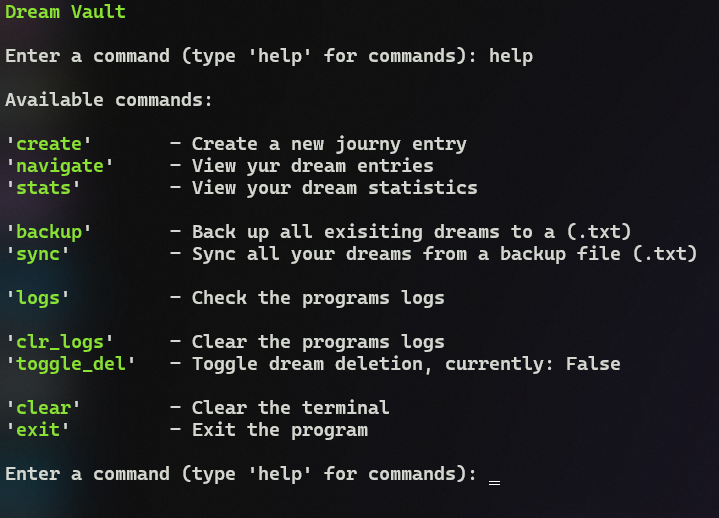 Dream Vault
Enter a command (type 'help' for commands): help
Available commands:
'create' - Create a new journy entry
'navigate' - View yur dream entries
'stats' - View your dream statistics
'backup' - Back up all exisiting dreams to a (.txt)
'sync' - Sync all your dreams from a backup file (.txt)
'logs' - Check the programs logs
'clr_logs' - Clear the programs logs
'toggle_del' - Toggle dream deletion, currently: False
'clear' - Clear the terminal
'exit' - Exit the program
Enter a command (type 'help' for commands): _